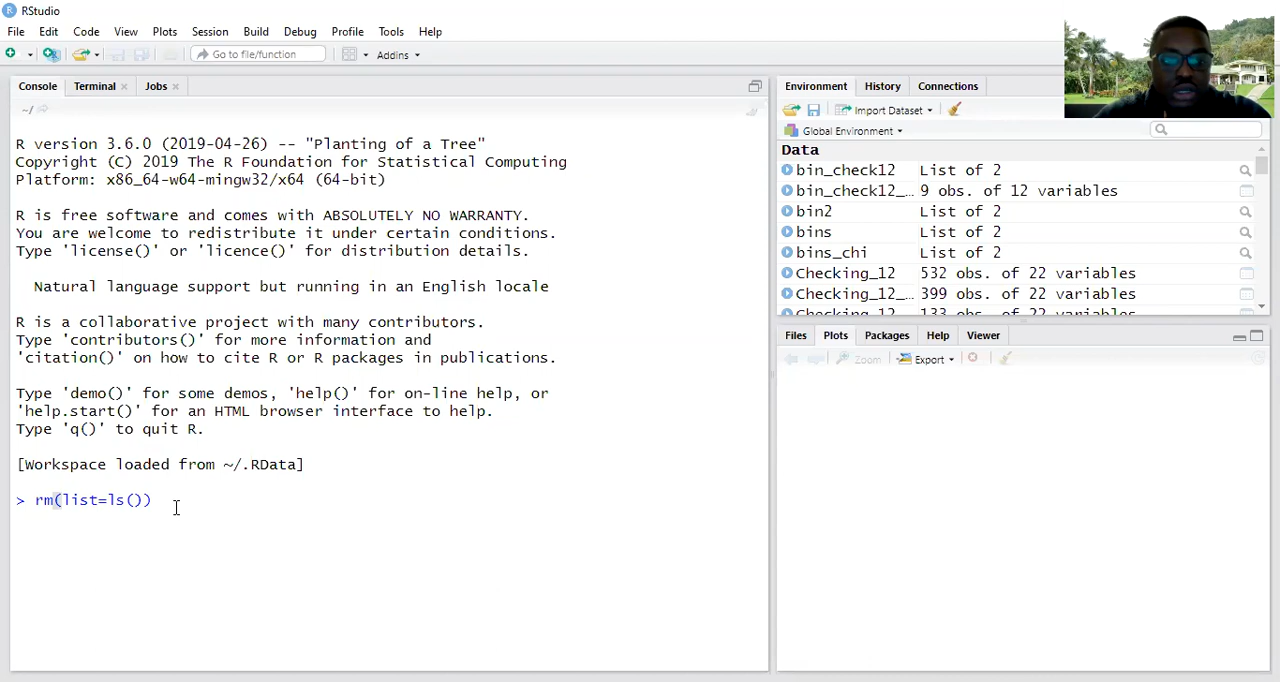 RStudio
File Edit Code View Plots Session Build Debug Profile Tools Help
Go to file/function Addins
Console Terminal Jobs
~/
R version 3.6.0 (2019-04-26) -- "Planting of a Tree"
Copyright (C) 2019 The R Foundation for Statistical Computing
Platform: x86_64-w64-mingw32/x64 (64-bit)
R is free software and comes with ABSOLUTELY NO WARRANTY.
You are welcome to redistribute it under certain conditions.
Type 'license()' or 'licence()' for distribution details.
Natural language support but running in an English locale
R is a collaborative project with many contributors.
Type 'contributors()' for more information and
'citation()' on how to cite R or R packages in publications.
Type 'demo()' for some demos, 'help()' for on-line help, or
'help.start()' for an HTML browser interface to help.
Type 'q()' to quit R.
[Workspace loaded from ~/.RData]
> rm(list=ls())
Environment History Connections
Import Dataset
Global Environment
Data
bin_check12 List of 2
bin_check12_… 9 obs. of 12 variables
bin2 List of 2
bins List of 2
bins_chi List of 2
Checking_12 532 obs. of 22 variables
Checking_12_… 399 obs. of 22 variables
Checking_12_… 133 obs. of 22 variables
Files Plots Packages Help Viewer
Zoom Export